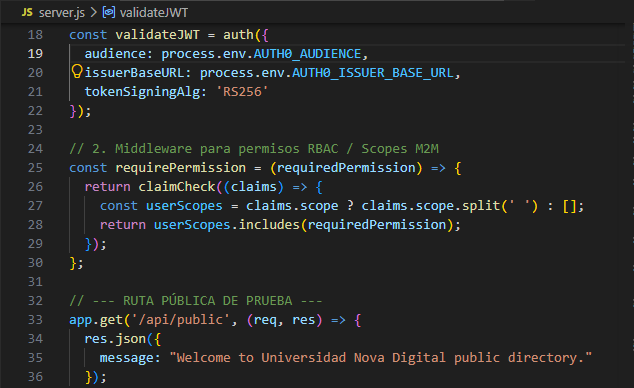 JS server.js > validateJWT
18 const validateJWT = auth({
19   audience: process.env.AUTH0_AUDIENCE,
20   issuerBaseURL: process.env.AUTH0_ISSUER_BASE_URL,
21   tokenSigningAlg: 'RS256'
22 });
23
24 // 2. Middleware para permisos RBAC / Scopes M2M
25 const requirePermission = (requiredPermission) => {
26   return claimCheck((claims) => {
27     const userScopes = claims.scope ? claims.scope.split(' ') : [];
28     return userScopes.includes(requiredPermission);
29   });
30 };
31
32 // --- RUTA PÚBLICA DE PRUEBA ---
33 app.get('/api/public', (req, res) => {
34   res.json({
35     message: "Welcome to Universidad Nova Digital public directory."
36   });